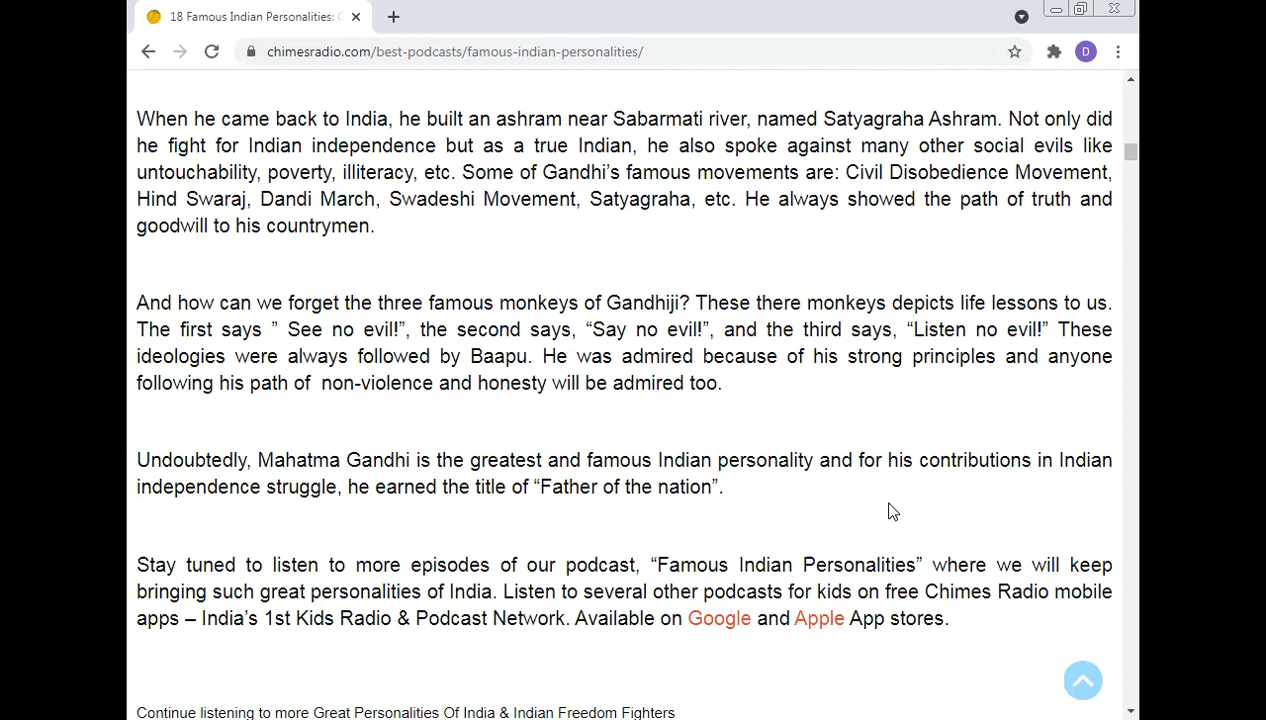 18 Famous Indian Personalities:
chimesradio.com/best-podcasts/famous-indian-personalities/
D
When he came back to India, he built an ashram near Sabarmati river, named Satyagraha Ashram. Not only did
he fight for Indian independence but as a true Indian, he also spoke against many other social evils like
untouchability, poverty, illiteracy, etc. Some of Gandhi’s famous movements are: Civil Disobedience Movement,
Hind Swaraj, Dandi March, Swadeshi Movement, Satyagraha, etc. He always showed the path of truth and
goodwill to his countrymen.
And how can we forget the three famous monkeys of Gandhiji? These there monkeys depicts life lessons to us.
The first says ” See no evil!”, the second says, “Say no evil!”, and the third says, “Listen no evil!” These
ideologies were always followed by Baapu. He was admired because of his strong principles and anyone
following his path of  non-violence and honesty will be admired too.
Undoubtedly, Mahatma Gandhi is the greatest and famous Indian personality and for his contributions in Indian
independence struggle, he earned the title of “Father of the nation”.
Stay tuned to listen to more episodes of our podcast, “Famous Indian Personalities” where we will keep
bringing such great personalities of India. Listen to several other podcasts for kids on free Chimes Radio mobile
apps – India’s 1st Kids Radio & Podcast Network. Available on Google and Apple App stores.
Continue listening to more Great Personalities Of India & Indian Freedom Fighters